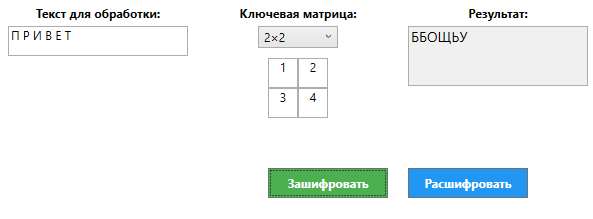 Текст для обработки:
П Р И В Е Т
Ключевая матрица:
2×2
1 2
3 4
Результат:
ББОЩЬУ
Зашифровать
Расшифровать